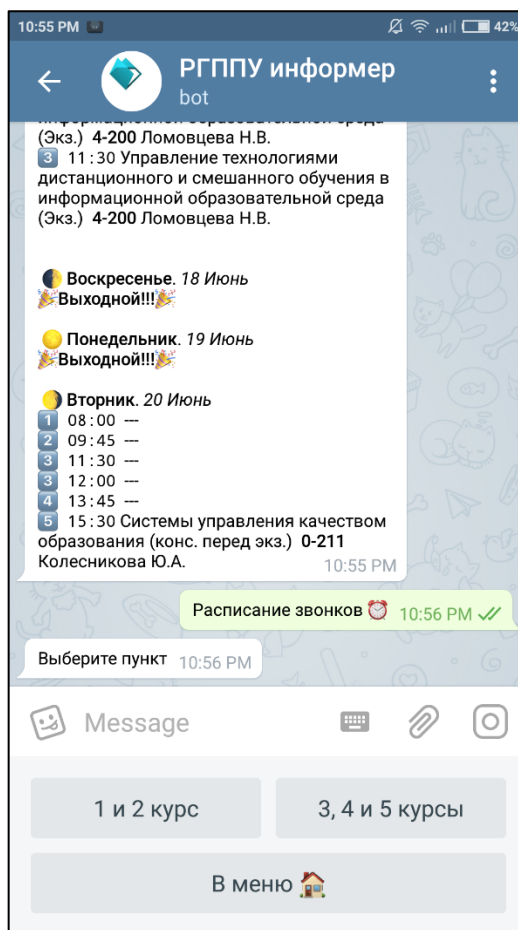 10:55 PM 42%
РГППУ информер
bot
информационной образовательной среда
(Экз.) 4-200 Ломовцева Н.В.
3 11:30 Управление технологиями
дистанционного и смешанного обучения в
информационной образовательной среда
(Экз.) 4-200 Ломовцева Н.В.
Воскресенье. 18 Июнь
Выходной!!!
Понедельник. 19 Июнь
Выходной!!!
Вторник. 20 Июнь
1 08:00 ---
2 09:45 ---
3 11:30 ---
3 12:00 ---
4 13:45 ---
5 15:30 Системы управления качеством
образования (конс. перед экз.) 0-211
Колесникова Ю.А. 10:55 PM
Расписание звонков 10:56 PM
Выберите пункт 10:56 PM
Message
1 и 2 курс
3, 4 и 5 курсы
В меню